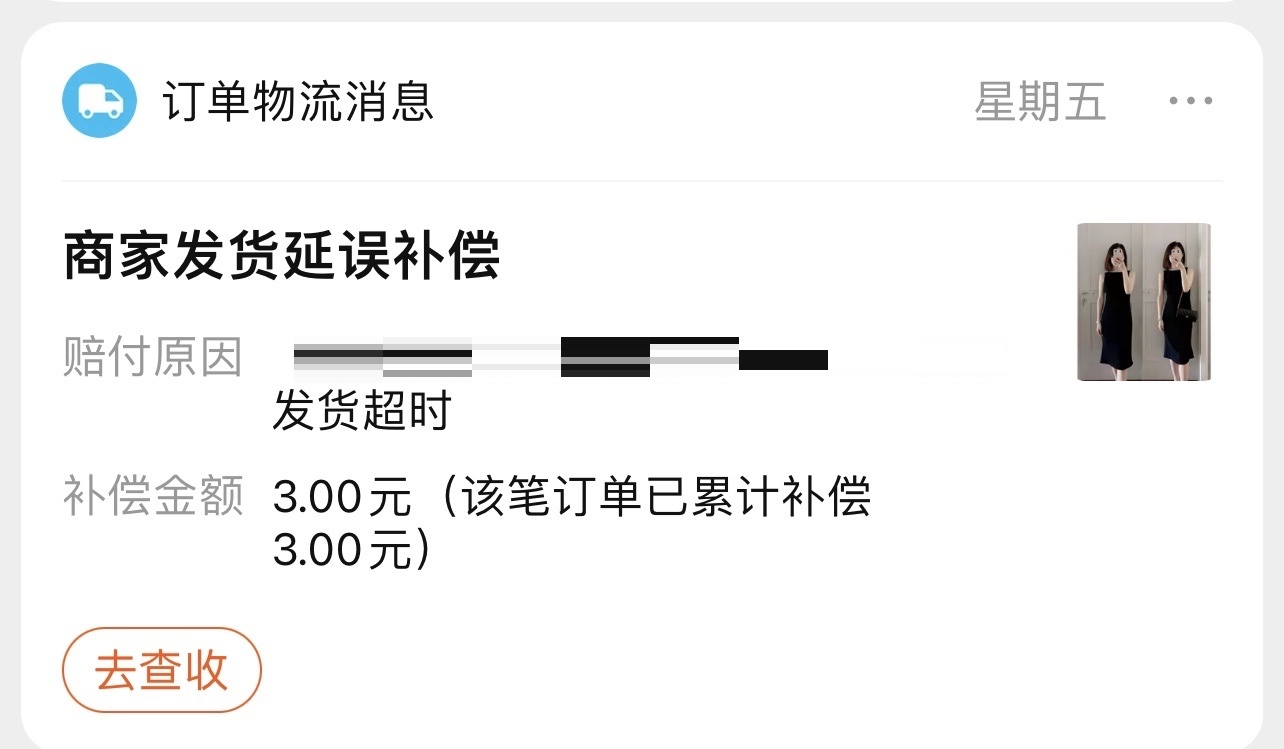 订单物流消息
星期五
商家发货延误补偿
赔付原因
发货超时
补偿金额 3.00元（该笔订单已累计补偿
3.00元）
去查收